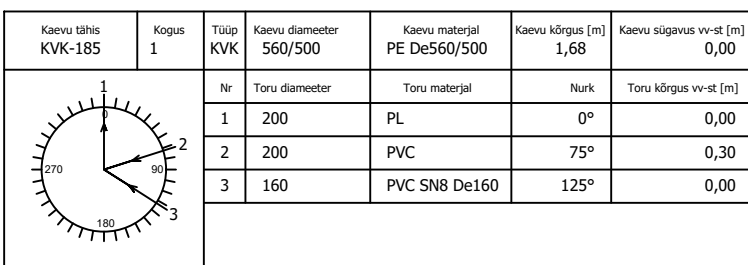 Kaevu tähis Kogus Tüüp Kaevu diameeter Kaevu materjal Kaevu kõrgus [m] Kaevu sügavus vv-st [m]
KVK-185 1 KVK 560/500 PE De560/500 1,68 0,00
Nr Toru diameeter Toru materjal Nurk Toru kõrgus vv-st [m]
1 200 PL 0° 0,00
2 200 PVC 75° 0,30
3 160 PVC SN8 De160 125° 0,00
1
0
2
270 90
3
180